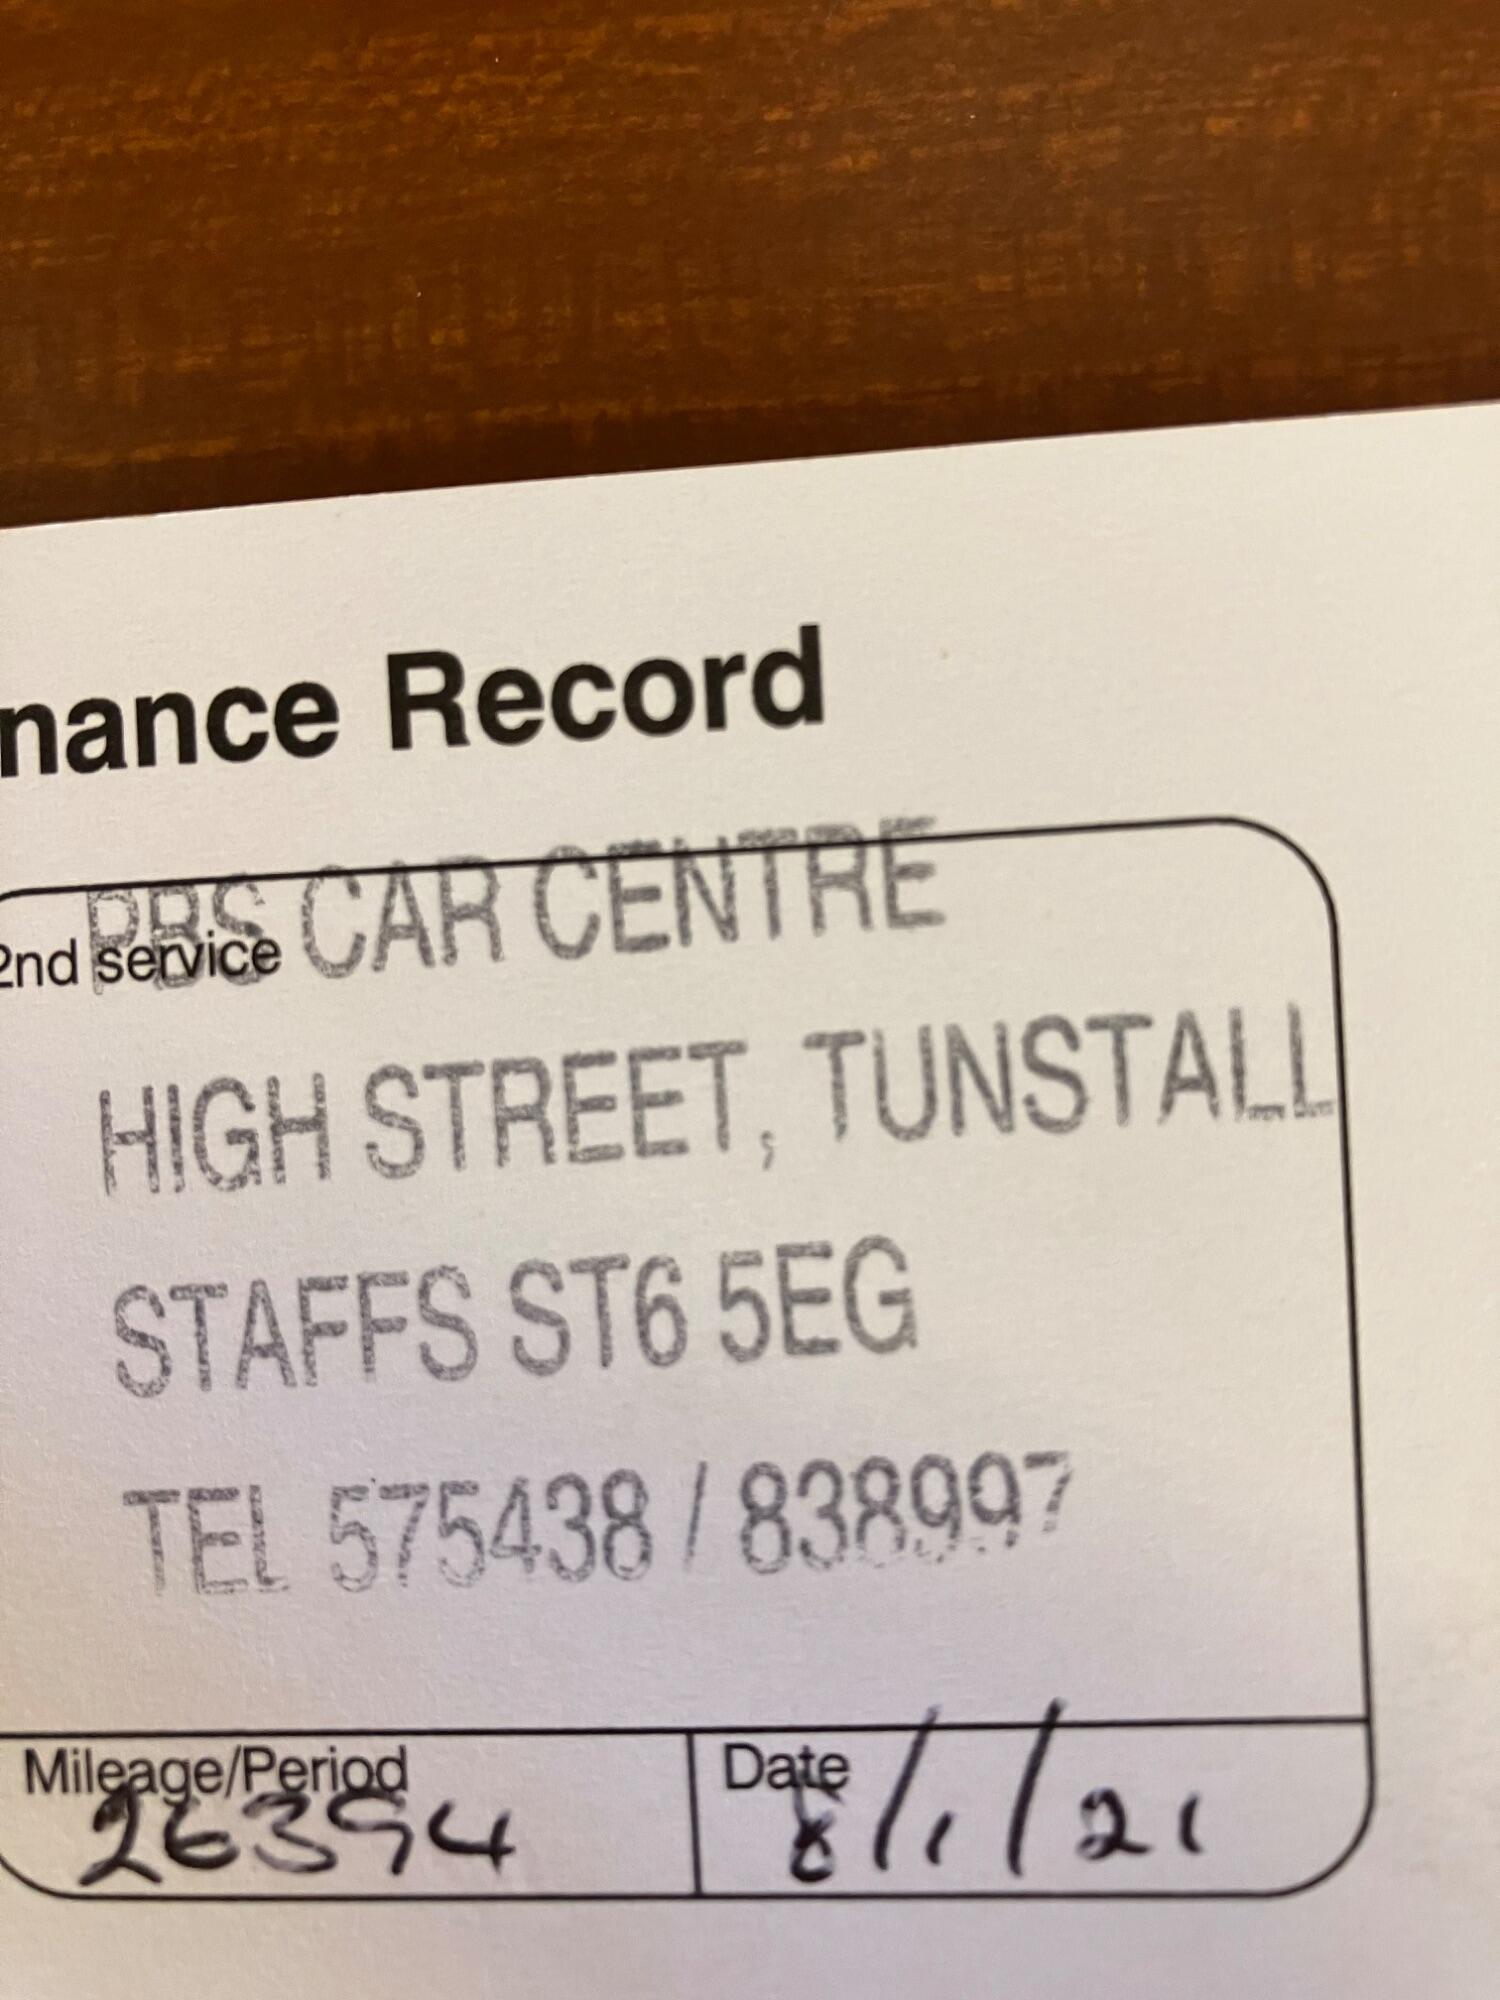 nance Record
PBS CAR CENTRE
2nd service
HIGH STREET, TUNSTALL
STAFFS ST6 5EG
TEL 575438 / 838997
Mileage/Period
26394
Date
8/1/21